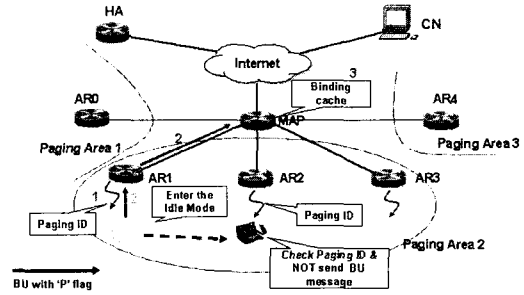 HA
CN
Internet
3
Binding
cache
AR0
MAP
AR4
Paging Area 1
2
Paging Area 3
AR1
AR2
AR3
1
Enter the
Idle Mode
Paging ID
Paging ID
Check Paging ID &
NOT send BU
message
Paging Area 2
BU with 'P' flag